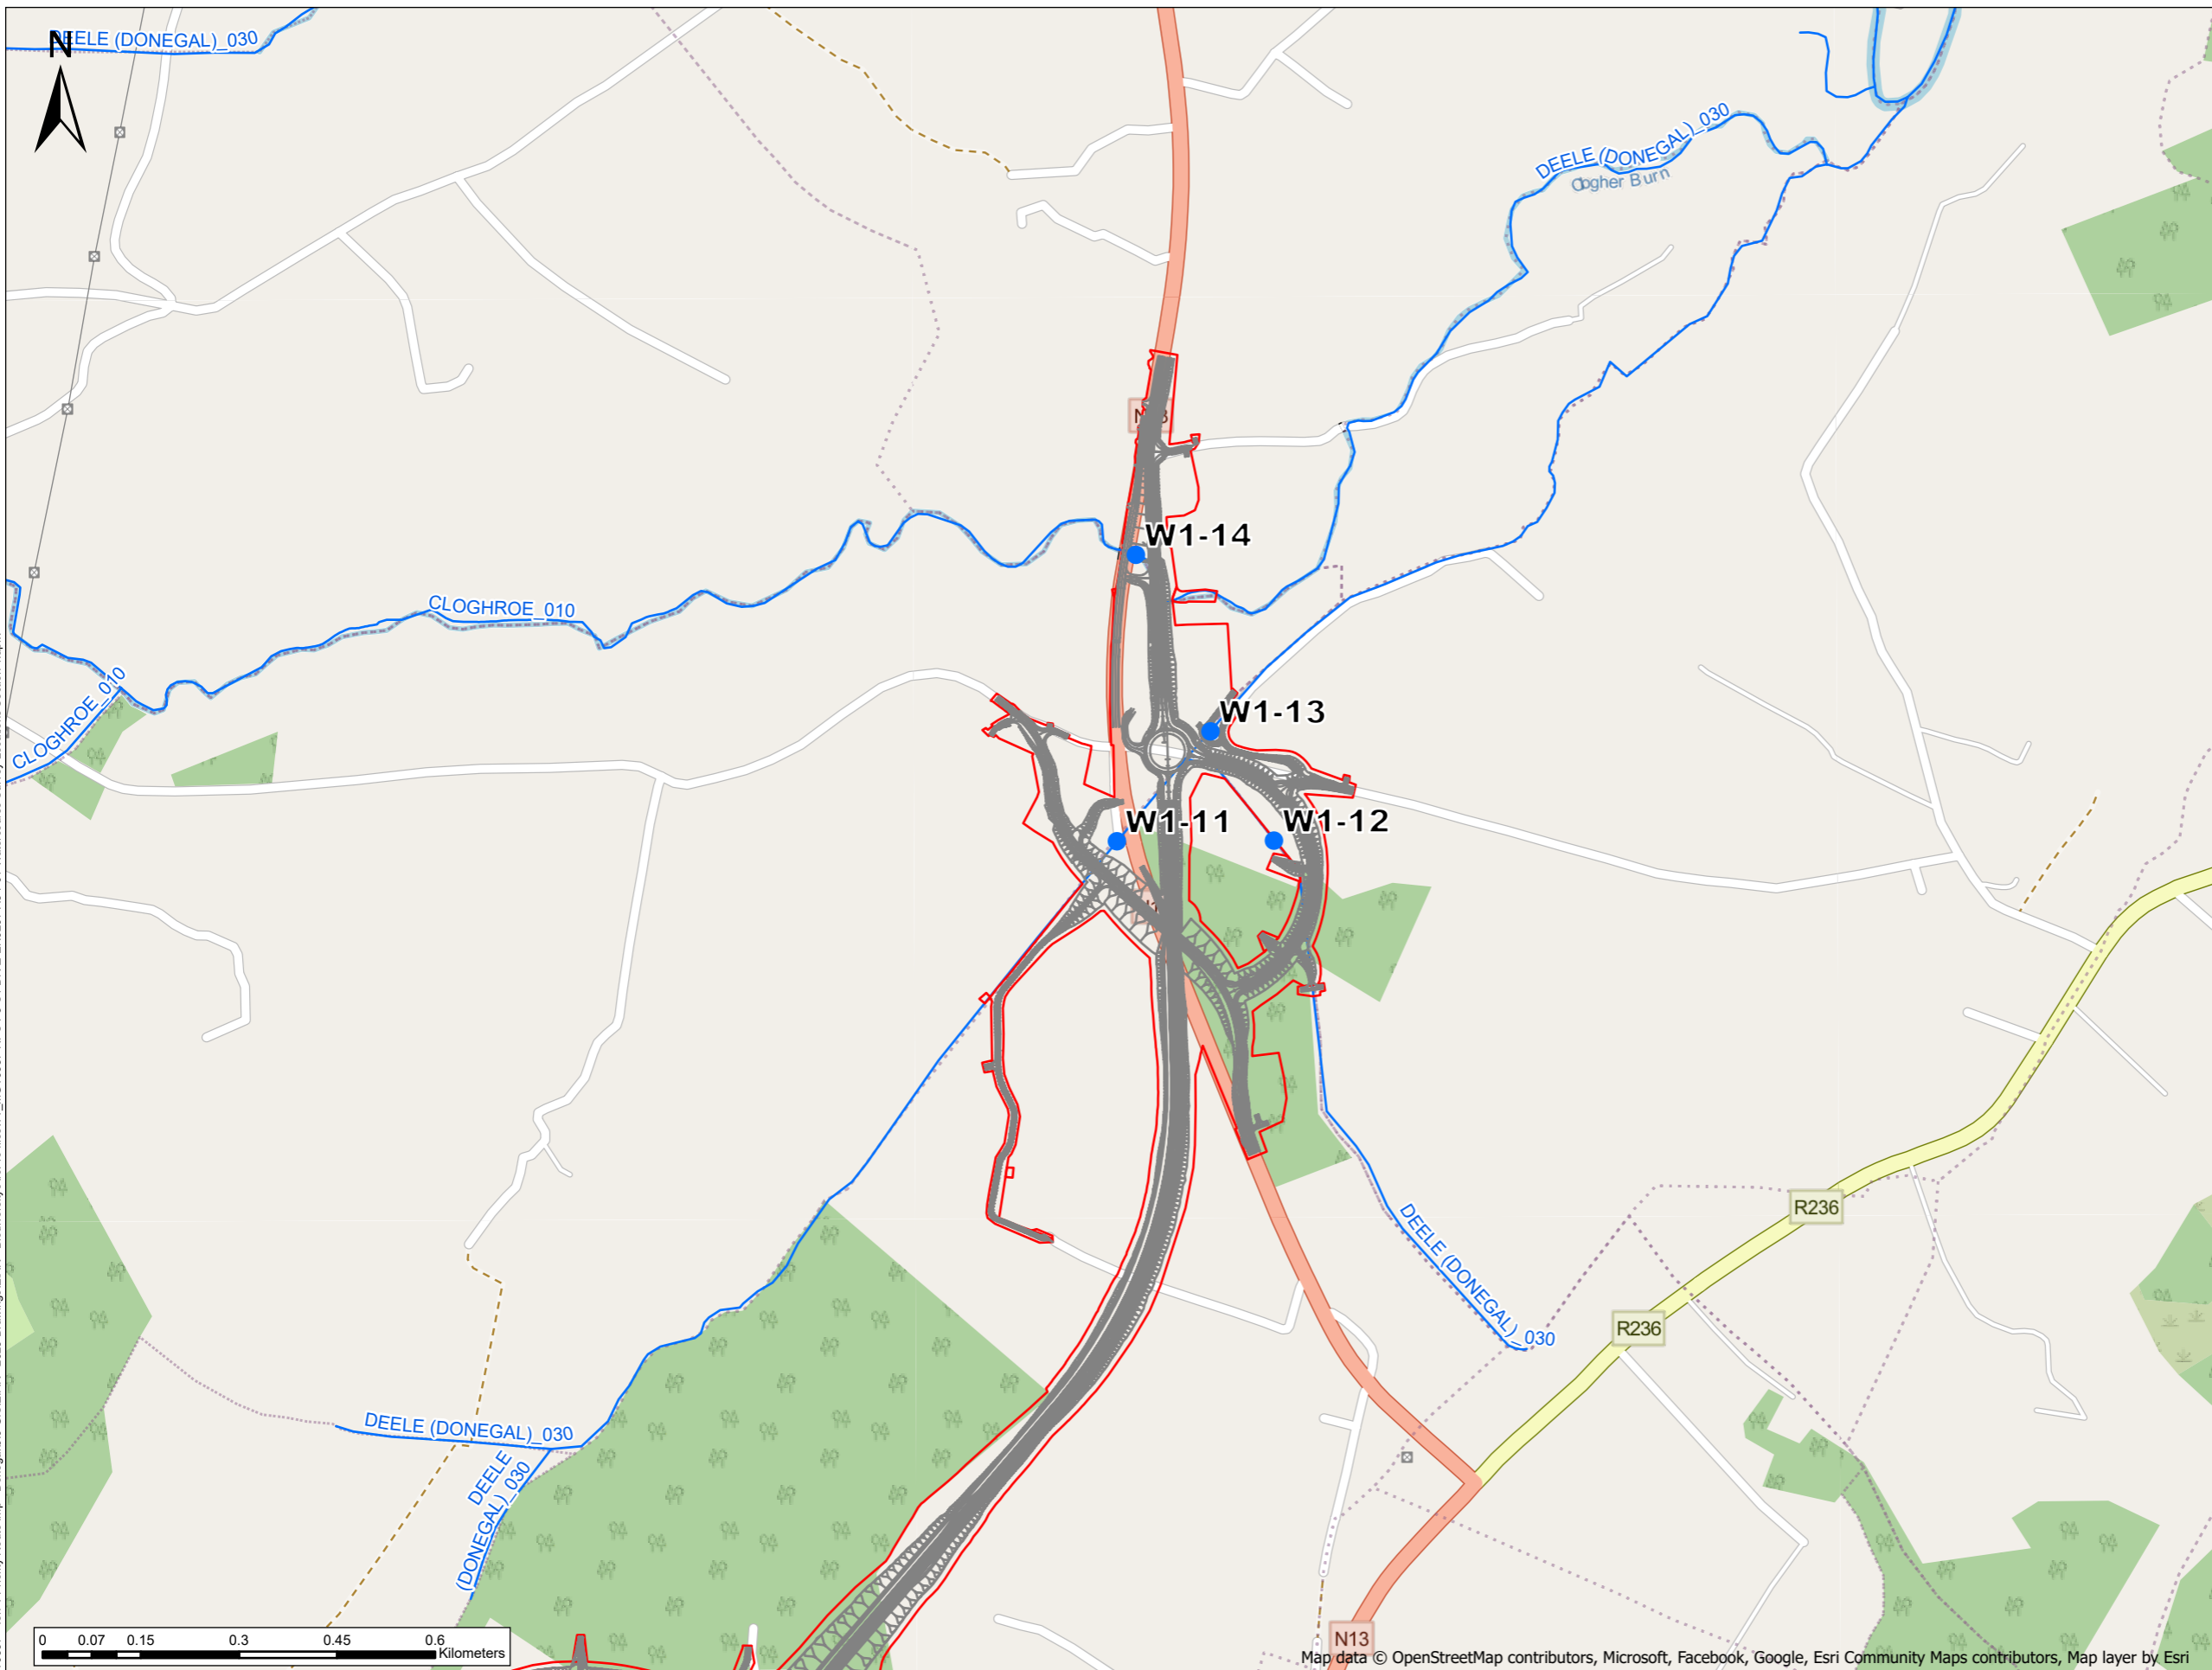 DEELE (DONEGAL)_030
N
DEELE (DONEGAL)_030
W1-14
CLOGHROE_010
CLOGHROE_010
W1-13
W1-11
W1-12
R236
DEELE (DONEGAL)_030
R236
DEELE (DONEGAL)_030
DEELE
(DONEGAL)_030
N13
0 0.07 0.15 0.3 0.45 0.6
Kilometers
Map data © OpenStreetMap contributors, Microsoft, Facebook, Google, Esri Community Maps contributors, Map layer by Esri